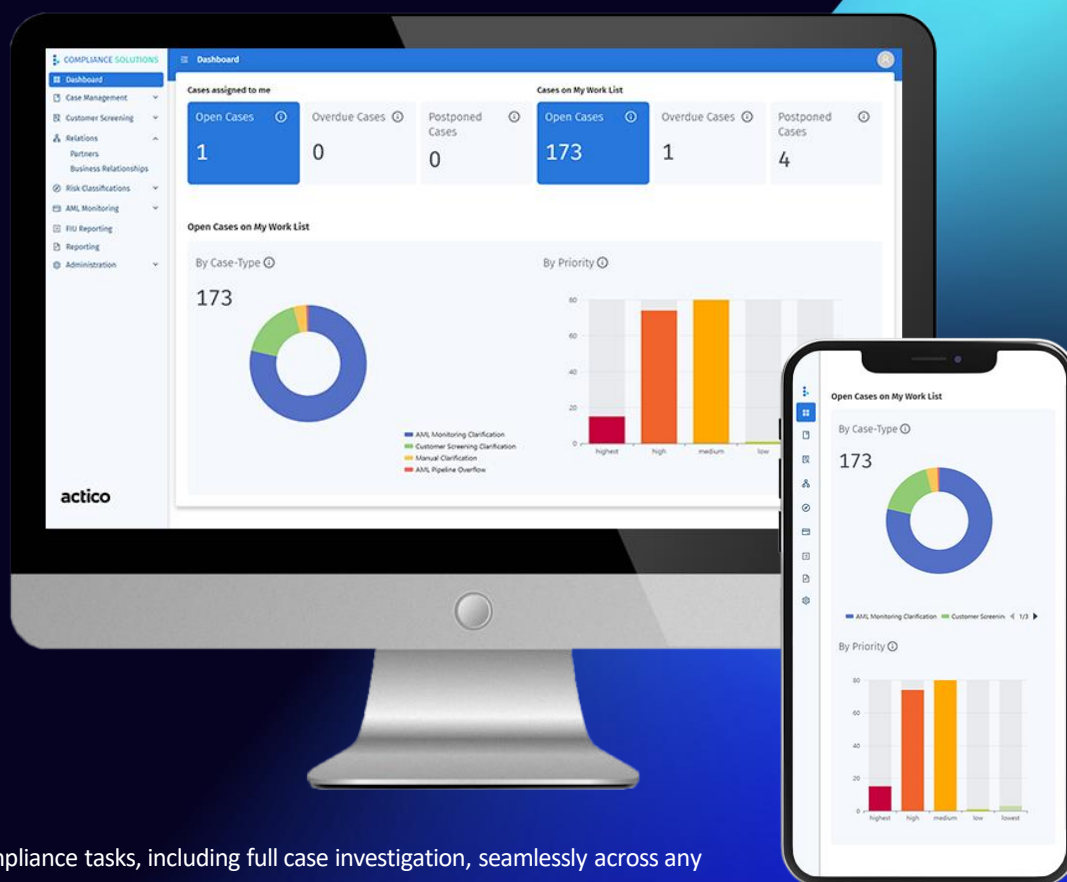 COMPLIANCE SOLUTIONS
Dashboard
Case Management
Customer Screening
Relations
Partners
Business Relationships
Risk Classifications
AML Monitoring
FIU Reporting
Reporting
Administration
actico
Dashboard
Cases assigned to me
Open Cases
1
Overdue Cases
0
Postponed
Cases
0
Cases on My Work List
Open Cases
173
Overdue Cases
1
Postponed
Cases
4
Open Cases on My Work List
By Case-Type
173
AML Monitoring Clarification
Customer Screening Clarification
Manual Clarification
AML Pipeline Overflow
By Priority
80
60
40
20
0
highest high medium low
Open Cases on My Work List
By Case-Type
173
AML Monitoring Clarification Customer Screenin 1/3
By Priority
80
60
40
20
0
highest high medium low lowest
pliance tasks, including full case investigation, seamlessly across any